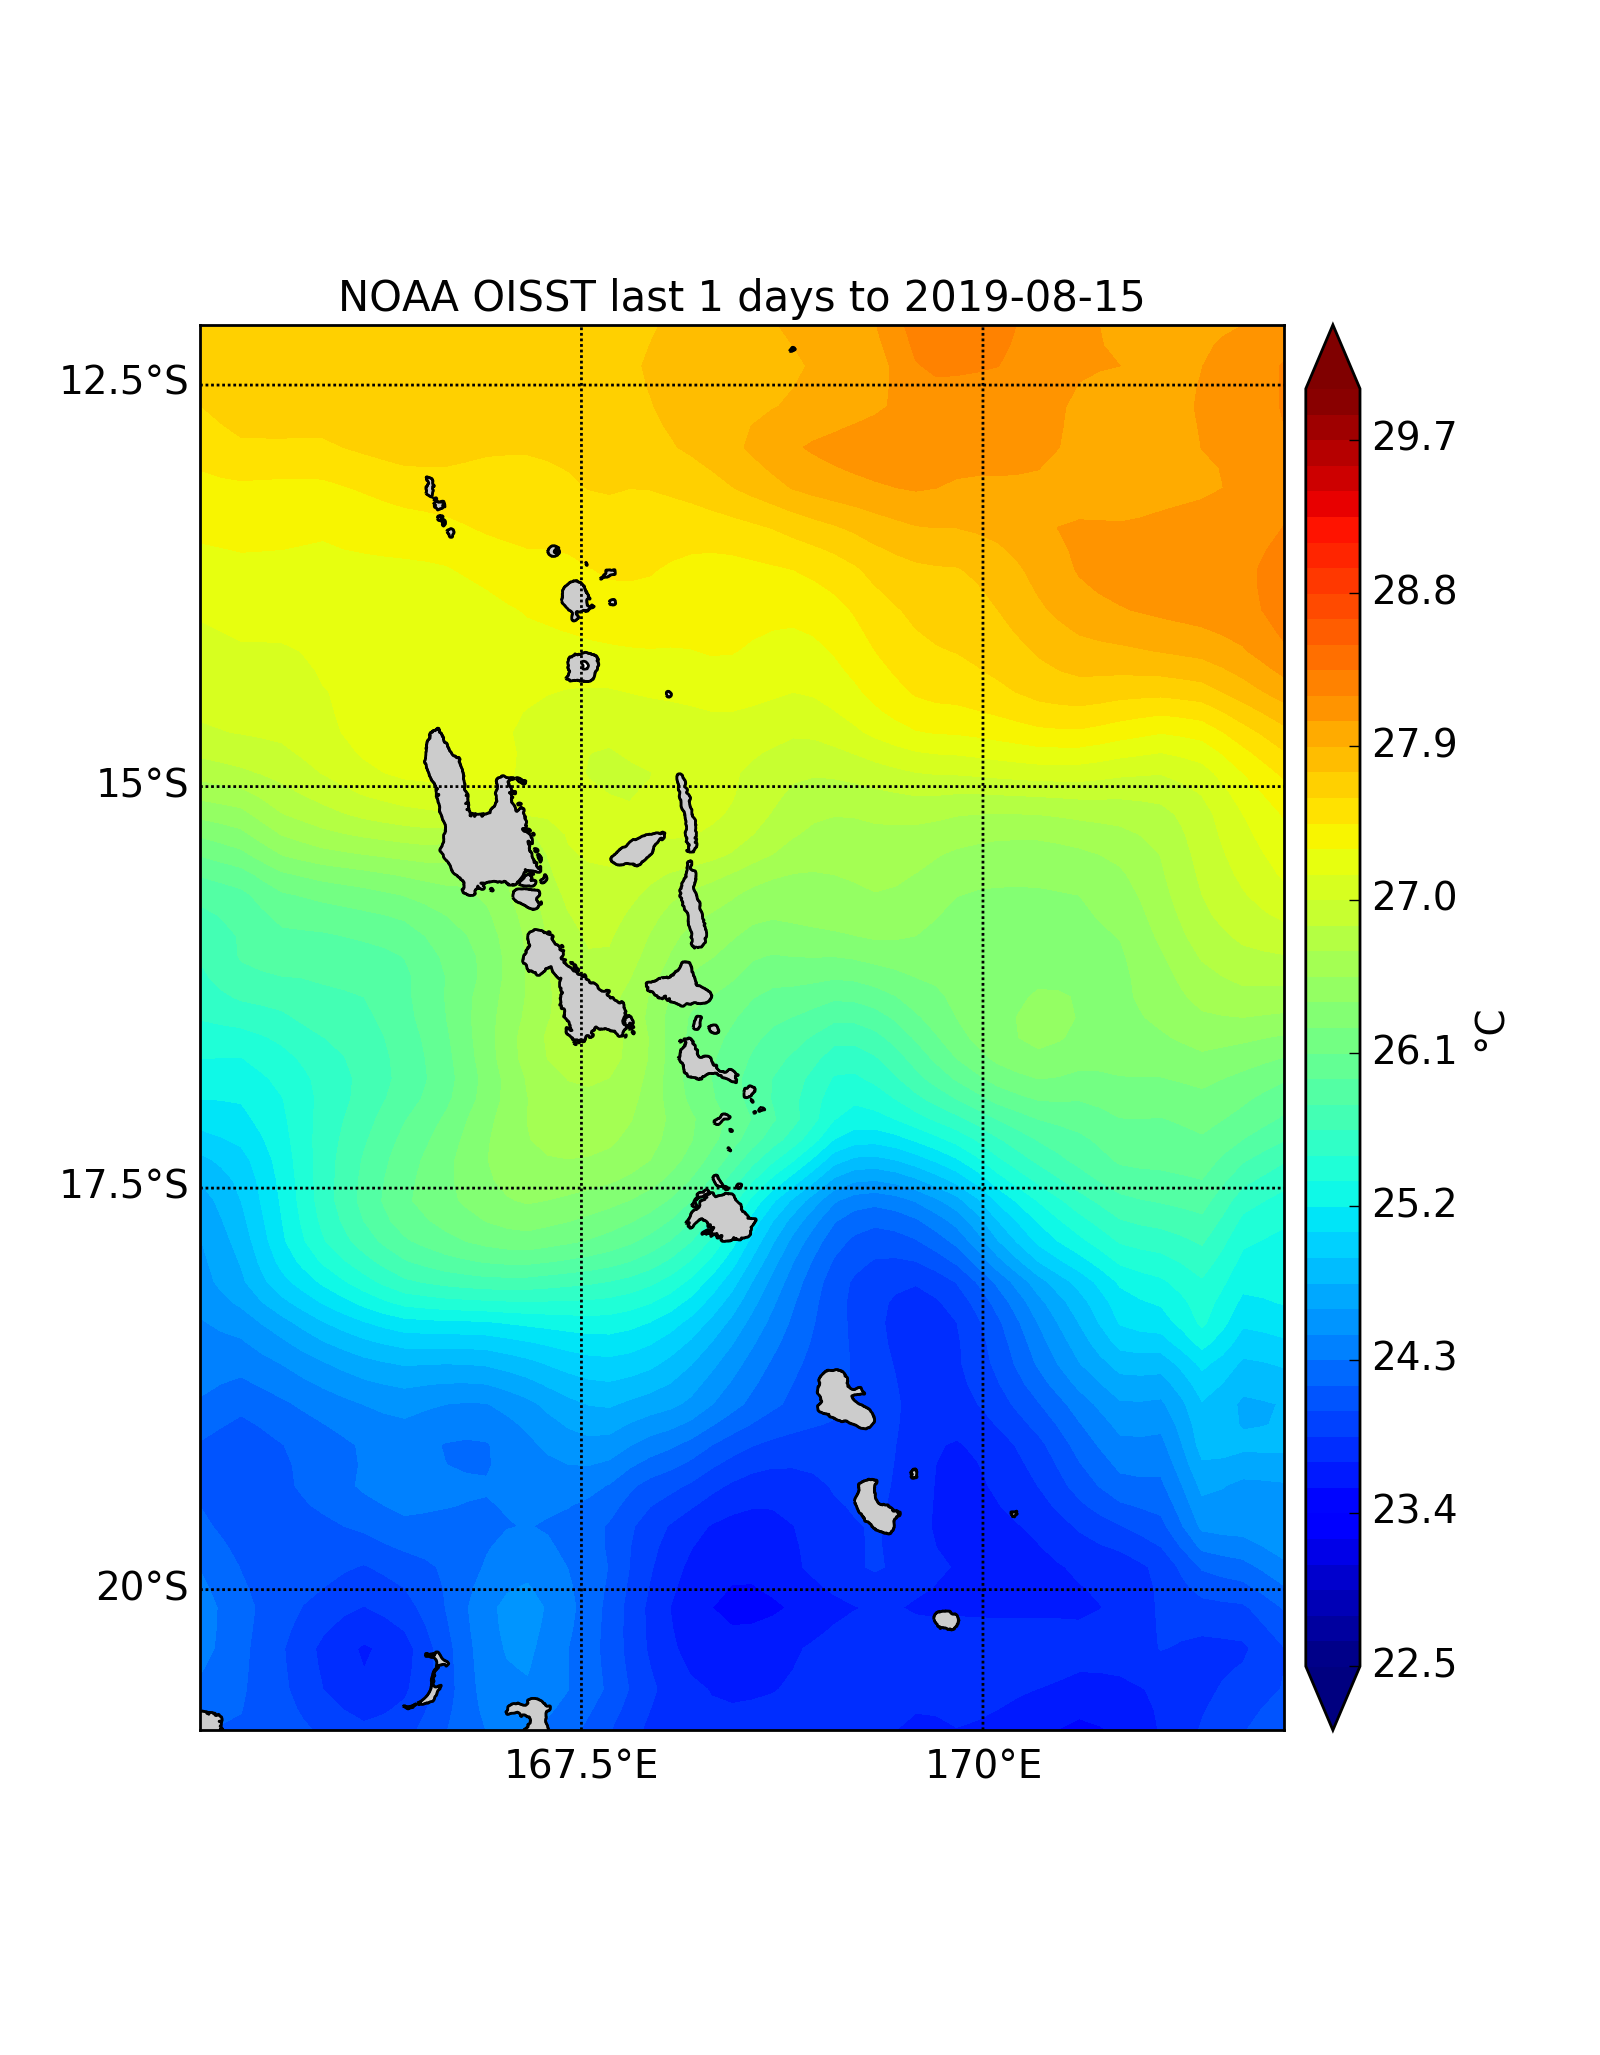 NOAA OISST last 1 days to 2019-08-15
12.5°S
15°S
17.5°S
20°S
167.5°E
170°E
29.7
28.8
27.9
27.0
26.1
25.2
24.3
23.4
22.5
°C